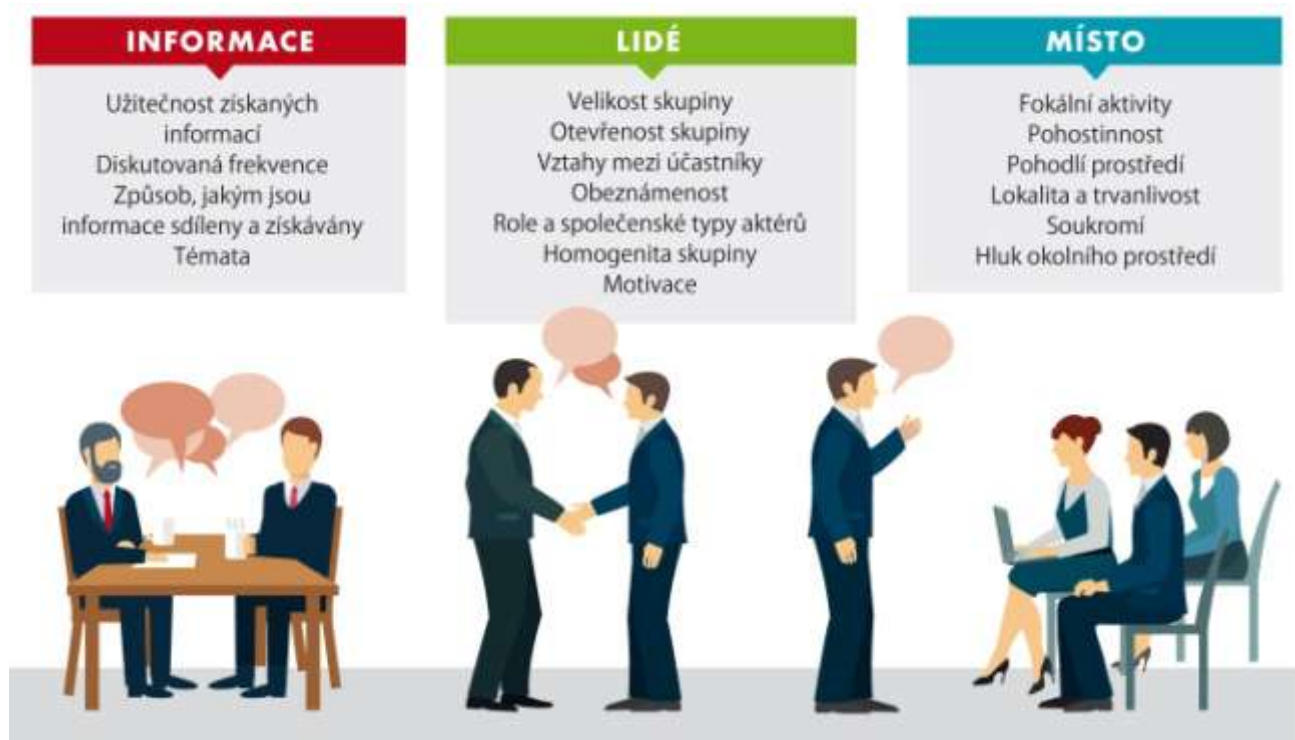 INFORMACE
Užitečnost získaných
informací
Diskutovaná frekvence
Způsob, jakým jsou
informace sdíleny a získávány
Témata
LIDÉ
Velikost skupiny
Otevřenost skupiny
Vztahy mezi účastníky
Obeznámenost
Role a společenské typy aktérů
Homogenita skupiny
Motivace
MÍSTO
Fokální aktivity
Pohostinnost
Pohodlí prostředí
Lokalita a trvanlivost
Soukromí
Hluk okolního prostředí